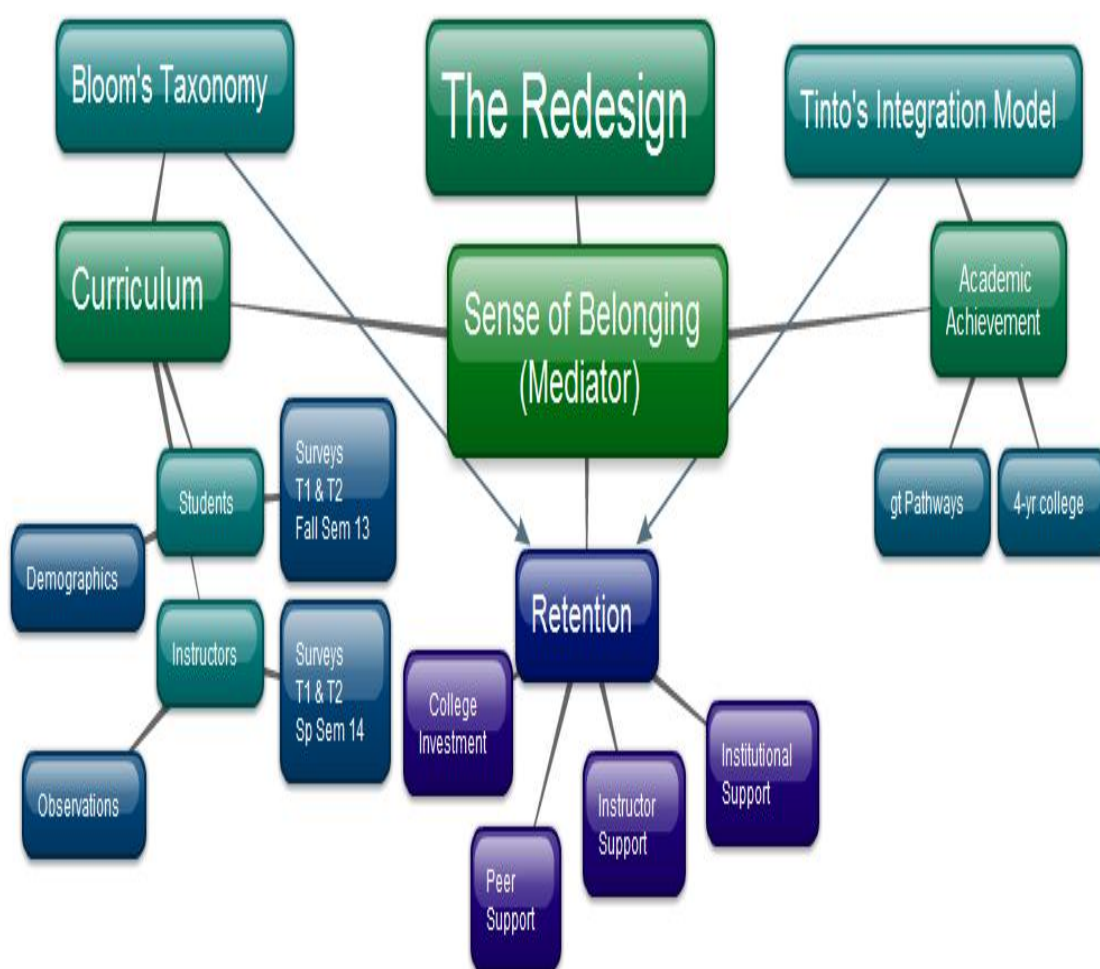 Bloom's Taxonomy
The Redesign
Tinto's Integration Model
Curriculum
Sense of Belonging
(Mediator)
Academic
Achievement
Students
Surveys
T1 & T2
Fall Sem 13
gt Pathways
4-yr college
Demographics
Retention
Instructors
Surveys
T1 & T2
Sp Sem 14
College
Investment
Institutional
Support
Observations
Instructor
Support
Peer
Support